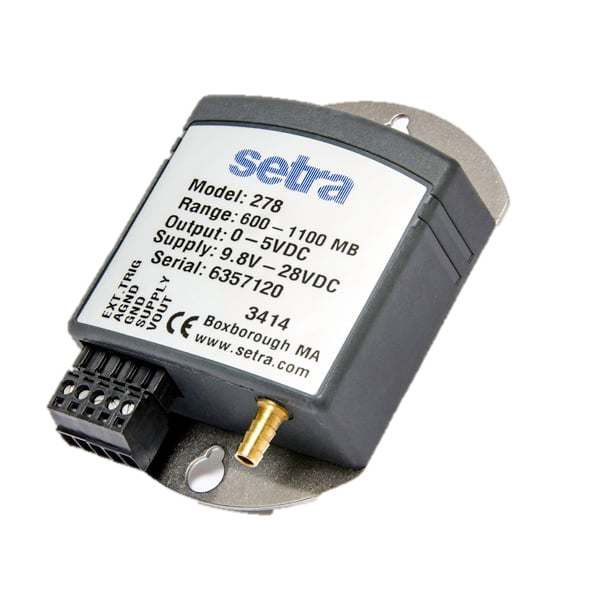 setra
Model: 278
Range: 600 – 1100 MB
Output: 0 – 5VDC
Supply: 9.8V – 28VDC
Serial: 6357120
EXT.TRIG
AGND
GND
SUPPLY
VOUT
3414
CE Boxborough MA
www.setra.com